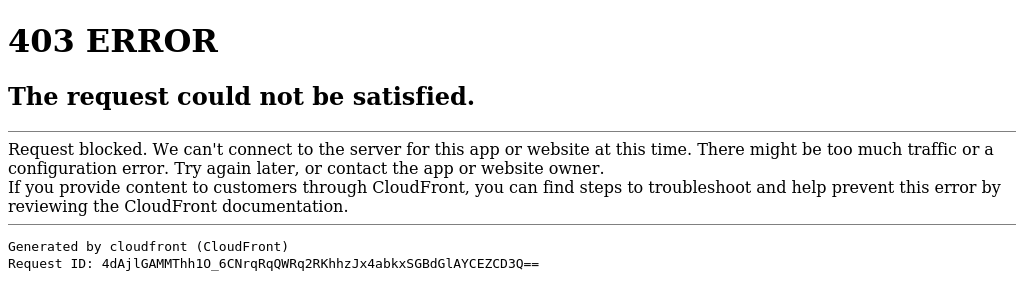 403 ERROR
The request could not be satisfied.
Request blocked. We can't connect to the server for this app or website at this time. There might be too much traffic or a
configuration error. Try again later, or contact the app or website owner.
If you provide content to customers through CloudFront, you can find steps to troubleshoot and help prevent this error by
reviewing the CloudFront documentation.
Generated by cloudfront (CloudFront)
Request ID: 4dAjlGAMMThh1O_6CNrqRqQWRq2RKhhzJx4abkxSGBdGlAYCEZCD3Q==